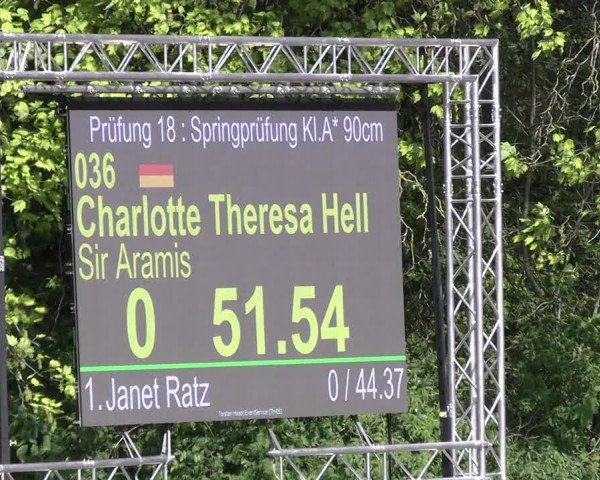 Prüfung 18 : Springprüfung Kl.A* 90cm
036
Charlotte Theresa Hell
Sir Aramis
0 51.54
1. Janet Ratz 0 / 44.37